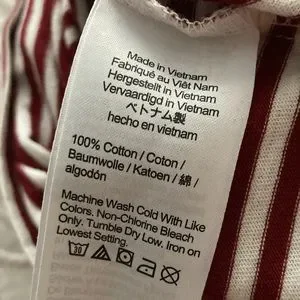 Made in Vietnam
Fabriqué au Viêt Nam
Hergestellt in Vietnam
Vervaardigd in Vietnam
ベトナム製
hecho en vietnam
100% Cotton / Coton /
Baumwolle / Katoen / 綿 /
algodón
Machine Wash Cold With Like
Colors. Non-Chlorine Bleach
Only. Tumble Dry Low. Iron on
Lowest Setting.
30